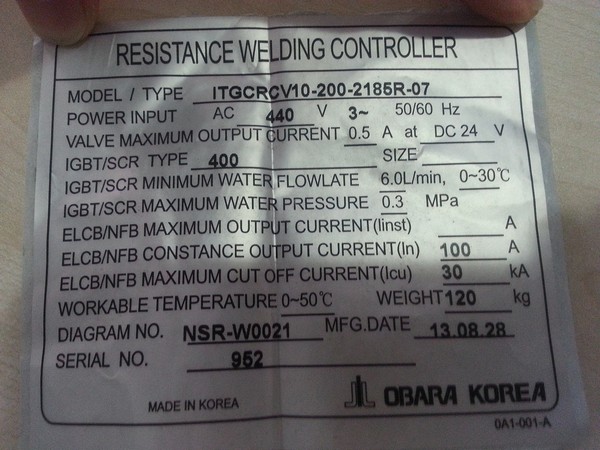 RESISTANCE WELDING CONTROLLER
MODEL / TYPE ITGCRCV10-200-2185R-07
POWER INPUT AC 440 V 3~ 50/60 Hz
VALVE MAXIMUM OUTPUT CURRENT 0.5 A at DC 24 V
IGBT/SCR TYPE 400 SIZE
IGBT/SCR MINIMUM WATER FLOWLATE 6.0L/min, 0~30℃
IGBT/SCR MAXIMUM WATER PRESSURE 0.3 MPa
ELCB/NFB MAXIMUM OUTPUT CURRENT(Iinst) A
ELCB/NFB CONSTANCE OUTPUT CURRENT(In) 100 A
ELCB/NFB MAXIMUM CUT OFF CURRENT(Icu) 30 kA
WORKABLE TEMPERATURE 0~50℃ WEIGHT 120 kg
DIAGRAM NO. NSR-W0021 MFG.DATE 13.08.28
SERIAL NO. 952
MADE IN KOREA OBARA KOREA
0A1-001-A